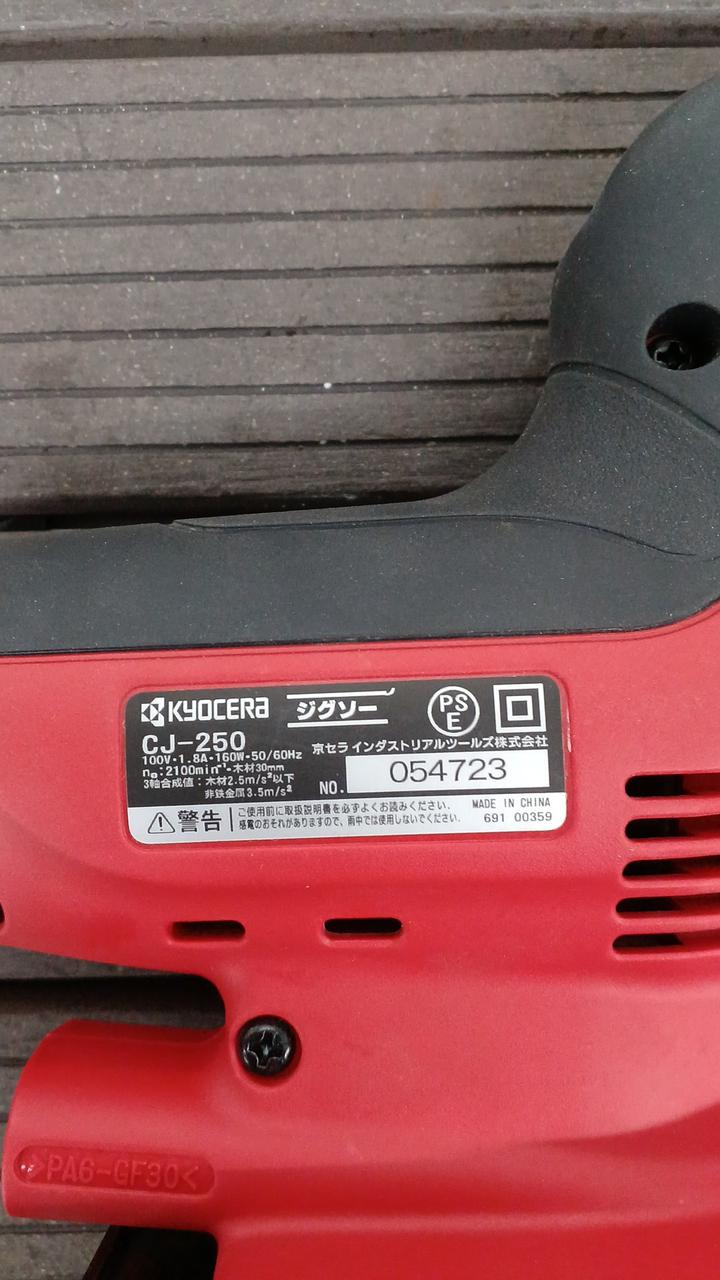 KYOCERA ジグソー PS E
CJ-250
100V・1.8A・160W・50/60Hz
京セラ インダストリアルツールズ株式会社
n₀:2100min⁻¹・木材30mm
3軸合成値:木材2.5m/s²以下
非鉄金属3.5m/s²
NO. 054723
警告
ご使用前に取扱説明書を必ずよくお読みください。
感電のおそれがありますので、雨中では使用しないでください。
MADE IN CHINA
691 00359
>PA6-GF30<